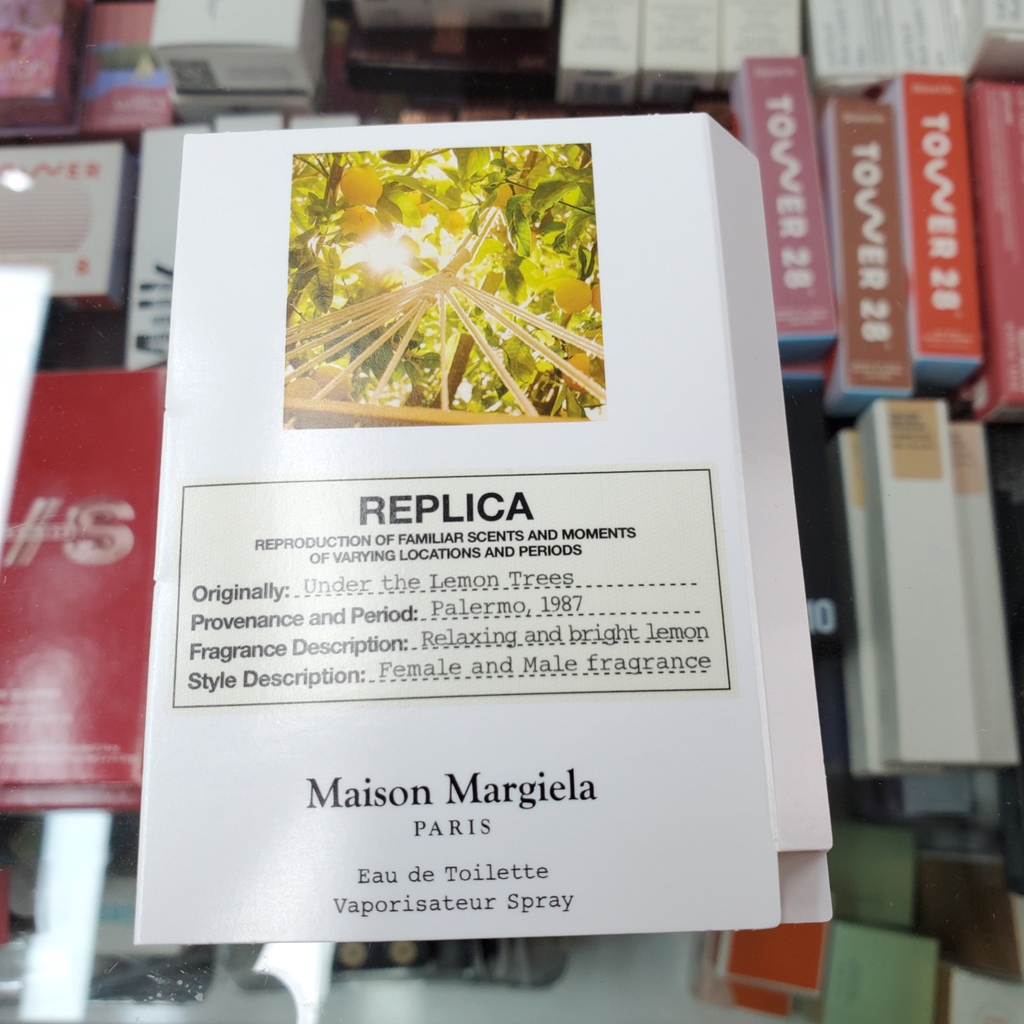 REPLICA
REPRODUCTION OF FAMILIAR SCENTS AND MOMENTS
OF VARYING LOCATIONS AND PERIODS
Originally: Under the Lemon Trees
Provenance and Period: Palermo, 1987
Fragrance Description: Relaxing and bright lemon
Style Description: Female and Male fragrance
Maison Margiela
PARIS
Eau de Toilette
Vaporisateur Spray
TOWER 28
TOWER 28
TOWER 28
/S